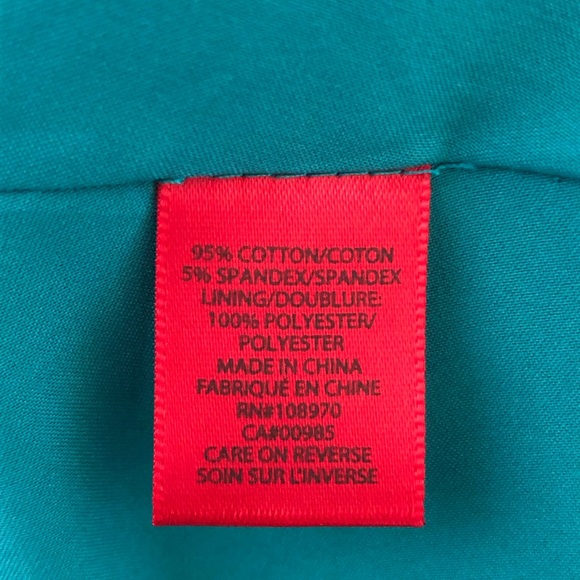 95% COTTON/COTON
5% SPANDEX/SPANDEX
LINING/DOUBLURE:
100% POLYESTER/
POLYESTER
MADE IN CHINA
FABRIQUÉ EN CHINE
RN#108970
CA#00985
CARE ON REVERSE
SOIN SUR L'INVERSE